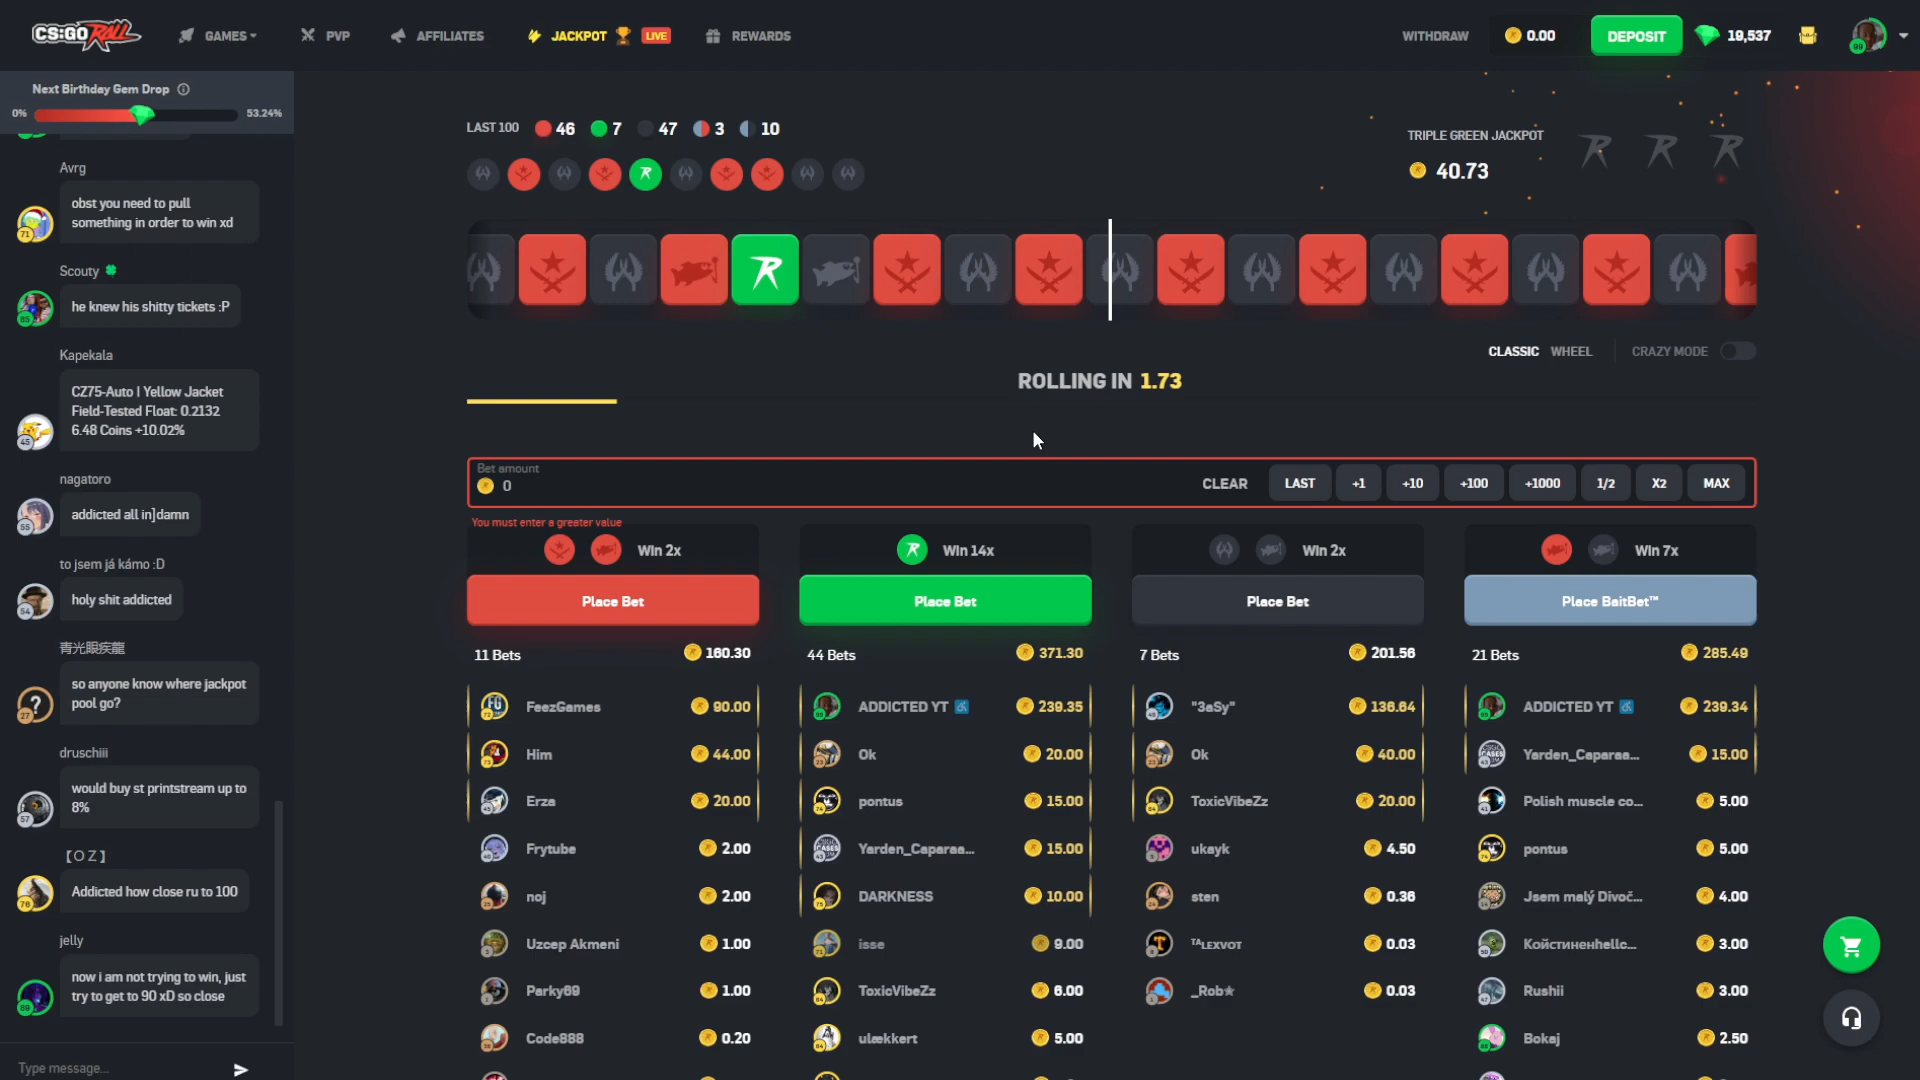 CS:GO ROLL
GAMES
PVP
AFFILIATES
JACKPOT
LIVE
REWARDS
WITHDRAW
0.00
DEPOSIT
19,537
99
Next Birthday Gem Drop
0%
53.24%
Avrg
obst you need to pull
something in order to win xd
71
Scouty
he knew his shitty tickets :P
Kapekala
CZ75-Auto | Yellow Jacket
Field-Tested Float: 0.2132
6.48 Coins +10.02%
45
nagatoro
addicted all in]damn
55
to jsem já kámo :D
holy shit addicted
54
青光眼疾龍
so anyone know where jackpot
pool go?
27
druschiii
would buy st printstream up to
8%
57
【O Z】
Addicted how close ru to 100
76
jelly
now i am not trying to win, just
try to get to 90 xD so close
Type message...
LAST 100
46
7
47
3
10
TRIPLE GREEN JACKPOT
40.73
CLASSIC
WHEEL
CRAZY MODE
ROLLING IN 1.73
Bet amount
0
CLEAR
LAST
+1
+10
+100
+1000
1/2
X2
MAX
You must enter a greater value
Win 2x
Place Bet
11 Bets
160.30
FeezGames
90.00
Him
44.00
Erza
20.00
Frytube
2.00
noj
2.00
Uzcep Akmeni
1.00
Parky69
1.00
Code888
0.20
Win 14x
Place Bet
44 Bets
371.30
ADDICTED YT
239.35
Ok
20.00
pontus
15.00
Yarden_Caparaa...
15.00
DARKNESS
10.00
isse
9.00
ToxicVibeZz
6.00
ulækkert
5.00
Win 2x
Place Bet
7 Bets
201.56
"3aSy"
136.64
Ok
40.00
ToxicVibeZz
20.00
ukayk
4.50
sten
0.36
ᵀᴬLEXVOT
0.03
_Rob★
0.03
Win 7x
Place BaitBet™
21 Bets
285.49
ADDICTED YT
239.34
Yarden_Caparaa...
15.00
Polish muscle co...
5.00
pontus
5.00
Jsem malý Divoč...
4.00
Койстиненhellc...
3.00
Rushii
3.00
Bokaj
2.50